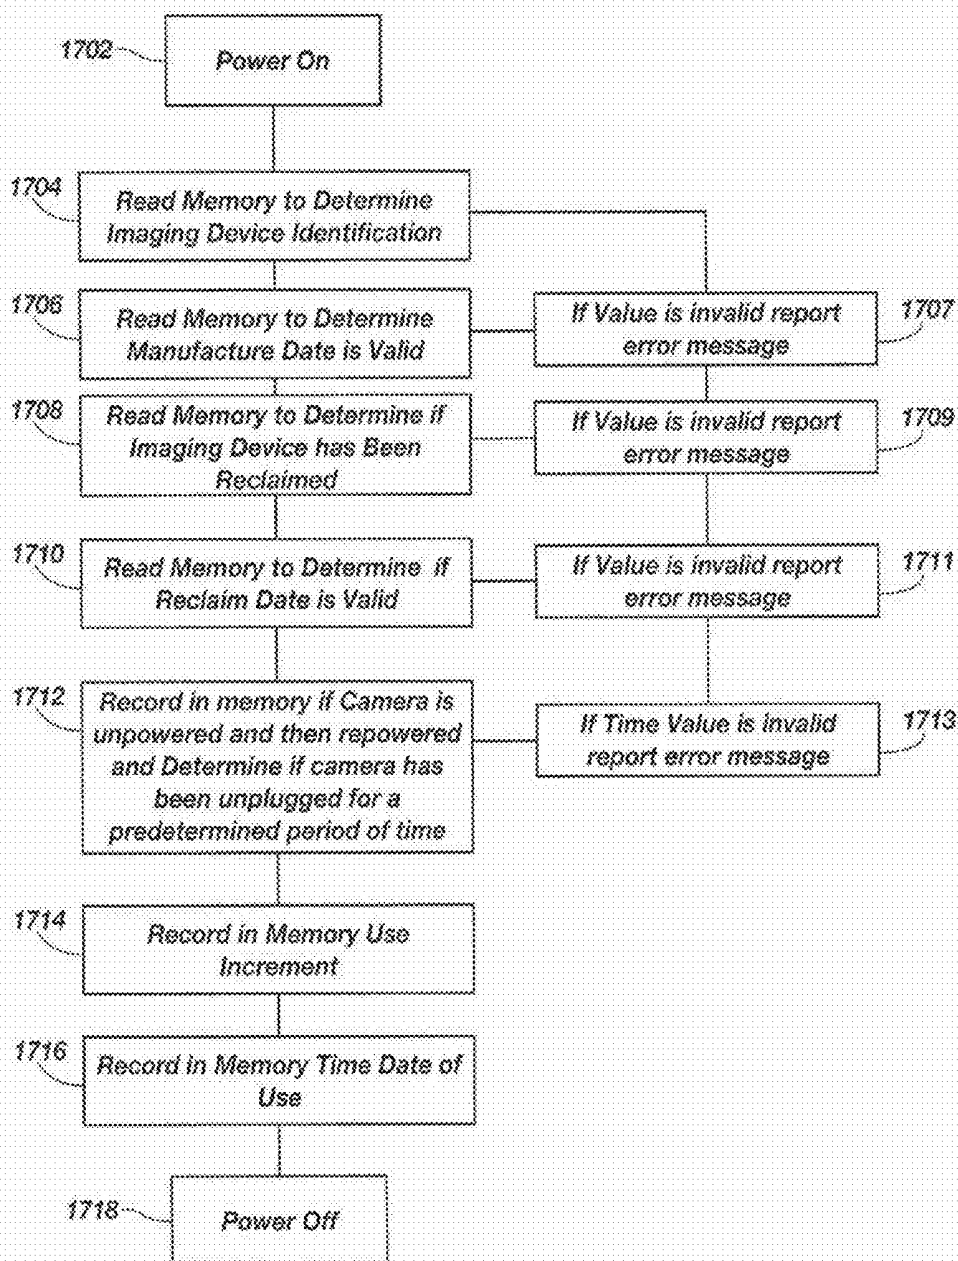 1702
Power On
1704
Read Memory to Determine
Imaging Device Identification
1706
Read Memory to Determine
Manufacture Date is Valid
If Value is invalid report
error message
1707
1708
Read Memory to Determine if
Imaging Device has Been
Reclaimed
If Value is invalid report
error message
1709
1710
Read Memory to Determine if
Reclaim Date is Valid
If Value is invalid report
error message
1711
1712
Record in memory if Camera is
unpowered and then repowered
and Determine if camera has
been unplugged for a
predetermined period of time
If Time Value is invalid
report error message
1713
1714
Record in Memory Use
Increment
1716
Record in Memory Time Date of
Use
1718
Power Off